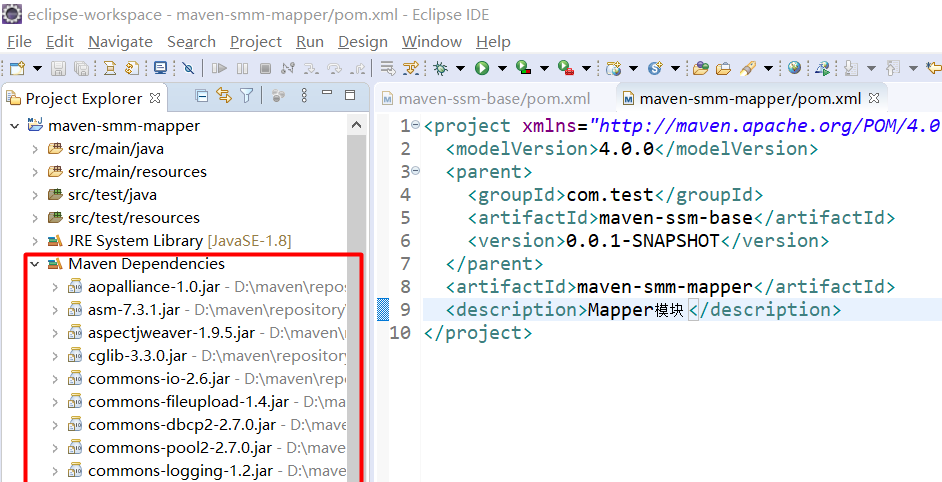 eclipse-workspace - maven-smm-mapper/pom.xml - Eclipse IDE
File Edit Navigate Search Project Run Design Window Help
Project Explorer
maven-ssm-base/pom.xml
maven-smm-mapper/pom.xml
maven-smm-mapper
src/main/java
src/main/resources
src/test/java
src/test/resources
JRE System Library [JavaSE-1.8]
Maven Dependencies
aopalliance-1.0.jar - D:\maven\repos
asm-7.3.1.jar - D:\maven\repository\
aspectjweaver-1.9.5.jar - D:\maven\
cglib-3.3.0.jar - D:\maven\repository
commons-io-2.6.jar - D:\maven\repo
commons-fileupload-1.4.jar - D:\ma
commons-dbcp2-2.7.0.jar - D:\mave
commons-pool2-2.7.0.jar - D:\mave
commons-logging-1.2.jar - D:\mave
1 <project xmlns="http://maven.apache.org/POM/4.0
2 <modelVersion>4.0.0</modelVersion>
3 <parent>
4 <groupId>com.test</groupId>
5 <artifactId>maven-ssm-base</artifactId>
6 <version>0.0.1-SNAPSHOT</version>
7 </parent>
8 <artifactId>maven-smm-mapper</artifactId>
9 <description>Mapper模块</description>
10 </project>